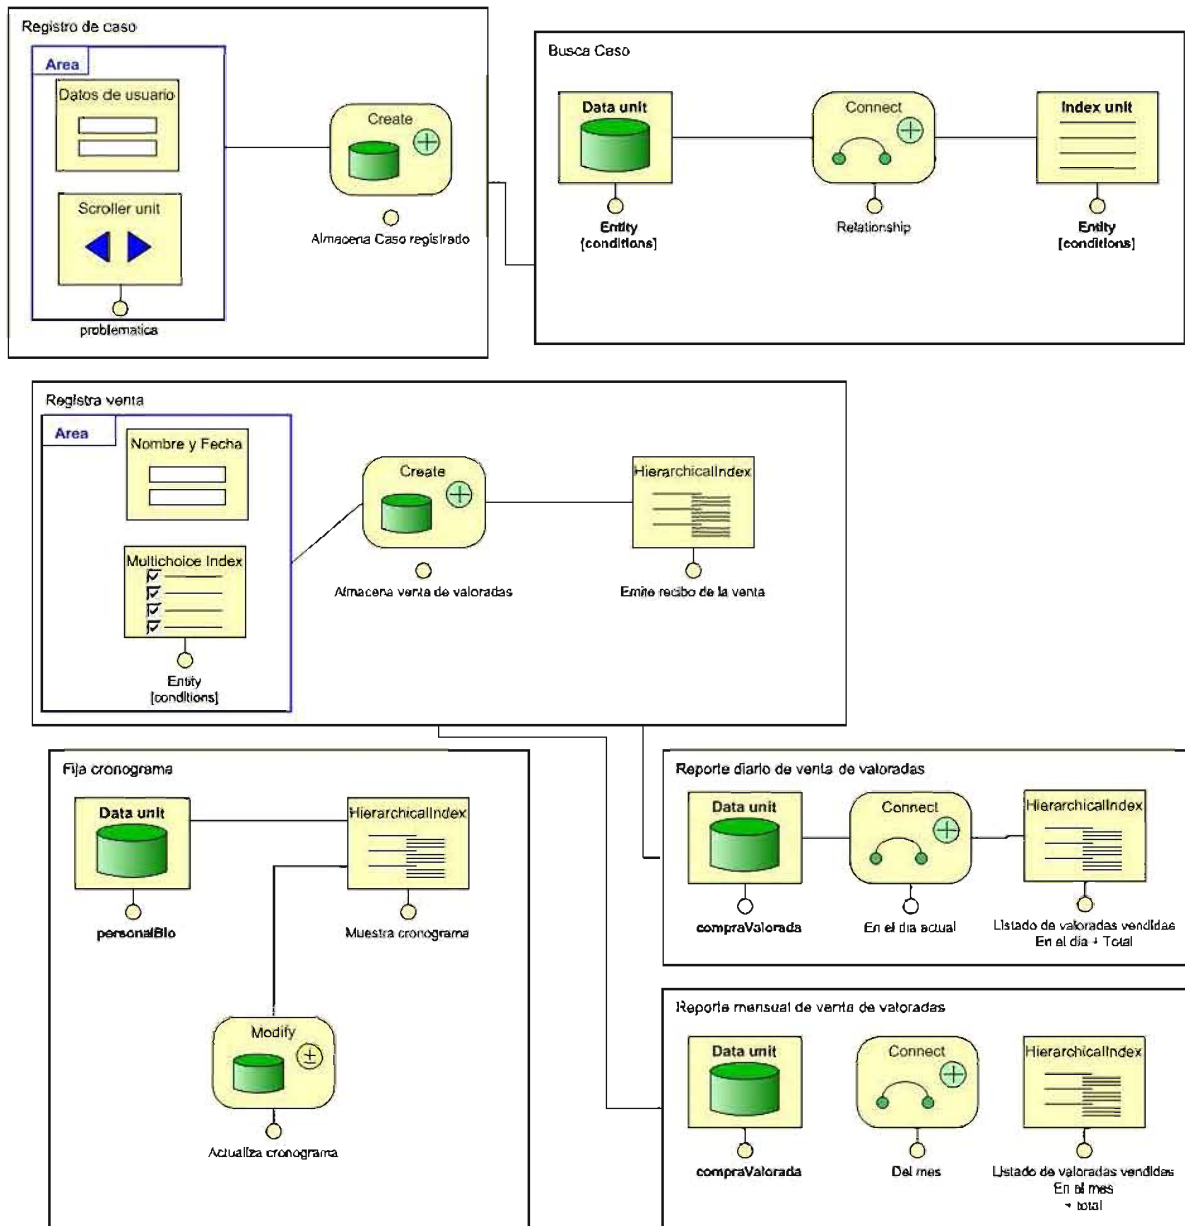 Registro de caso
Area
Datos de usuario
Scroller unit
problematica
Create
Almacena Caso registrado
Busca Caso
Data unit
Entity
[conditions]
Connect
Relationship
Index unit
Entity
[conditions]
Registra venta
Area
Nombre y Fecha
Multichoice Index
Entity
[conditions]
Create
Almacena venta de valoradas
HierarchicalIndex
Emite recibo de la venta
Fija cronograma
Data unit
personalBio
HierarchicalIndex
Muestra cronograma
Modify
Actualiza cronograma
Reporte diario de venta de valoradas
Data unit
compraValorada
Connect
En el dia actual
HierarchicalIndex
Listado de valoradas vendidas
En el dia + Total
Reporte mensual de venta de valoradas
Data unit
compraValorada
Connect
Del mes
HierarchicalIndex
Listado de valoradas vendidas
En el mes
+ total